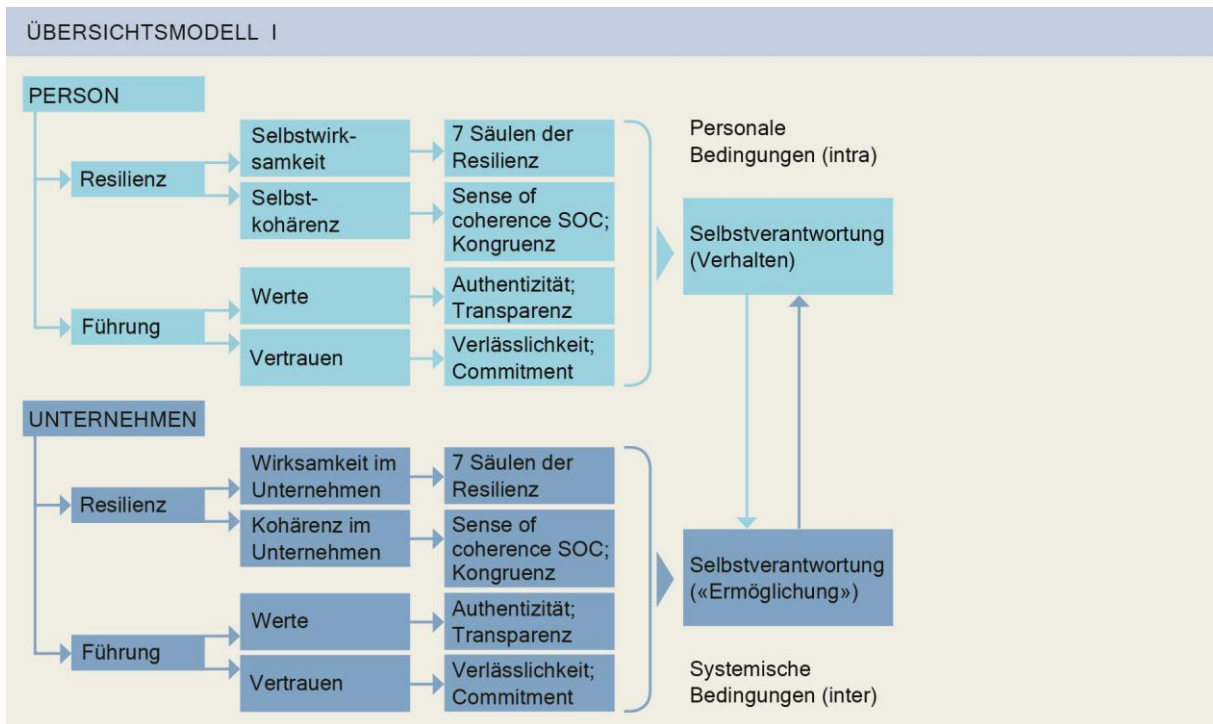 ÜBERSICHTSMODELL I
PERSON
Resilienz
Selbstwirk-
samkeit
7 Säulen der
Resilienz
Selbst-
kohärenz
Sense of
coherence SOC;
Kongruenz
Führung
Werte
Authentizität;
Transparenz
Vertrauen
Verlässlichkeit;
Commitment
Personale
Bedingungen (intra)
Selbstverantwortung
(Verhalten)
UNTERNEHMEN
Resilienz
Wirksamkeit im
Unternehmen
7 Säulen der
Resilienz
Kohärenz im
Unternehmen
Sense of
coherence SOC;
Kongruenz
Führung
Werte
Authentizität;
Transparenz
Vertrauen
Verlässlichkeit;
Commitment
Selbstverantwortung
(«Ermöglichung»)
Systemische
Bedingungen (inter)